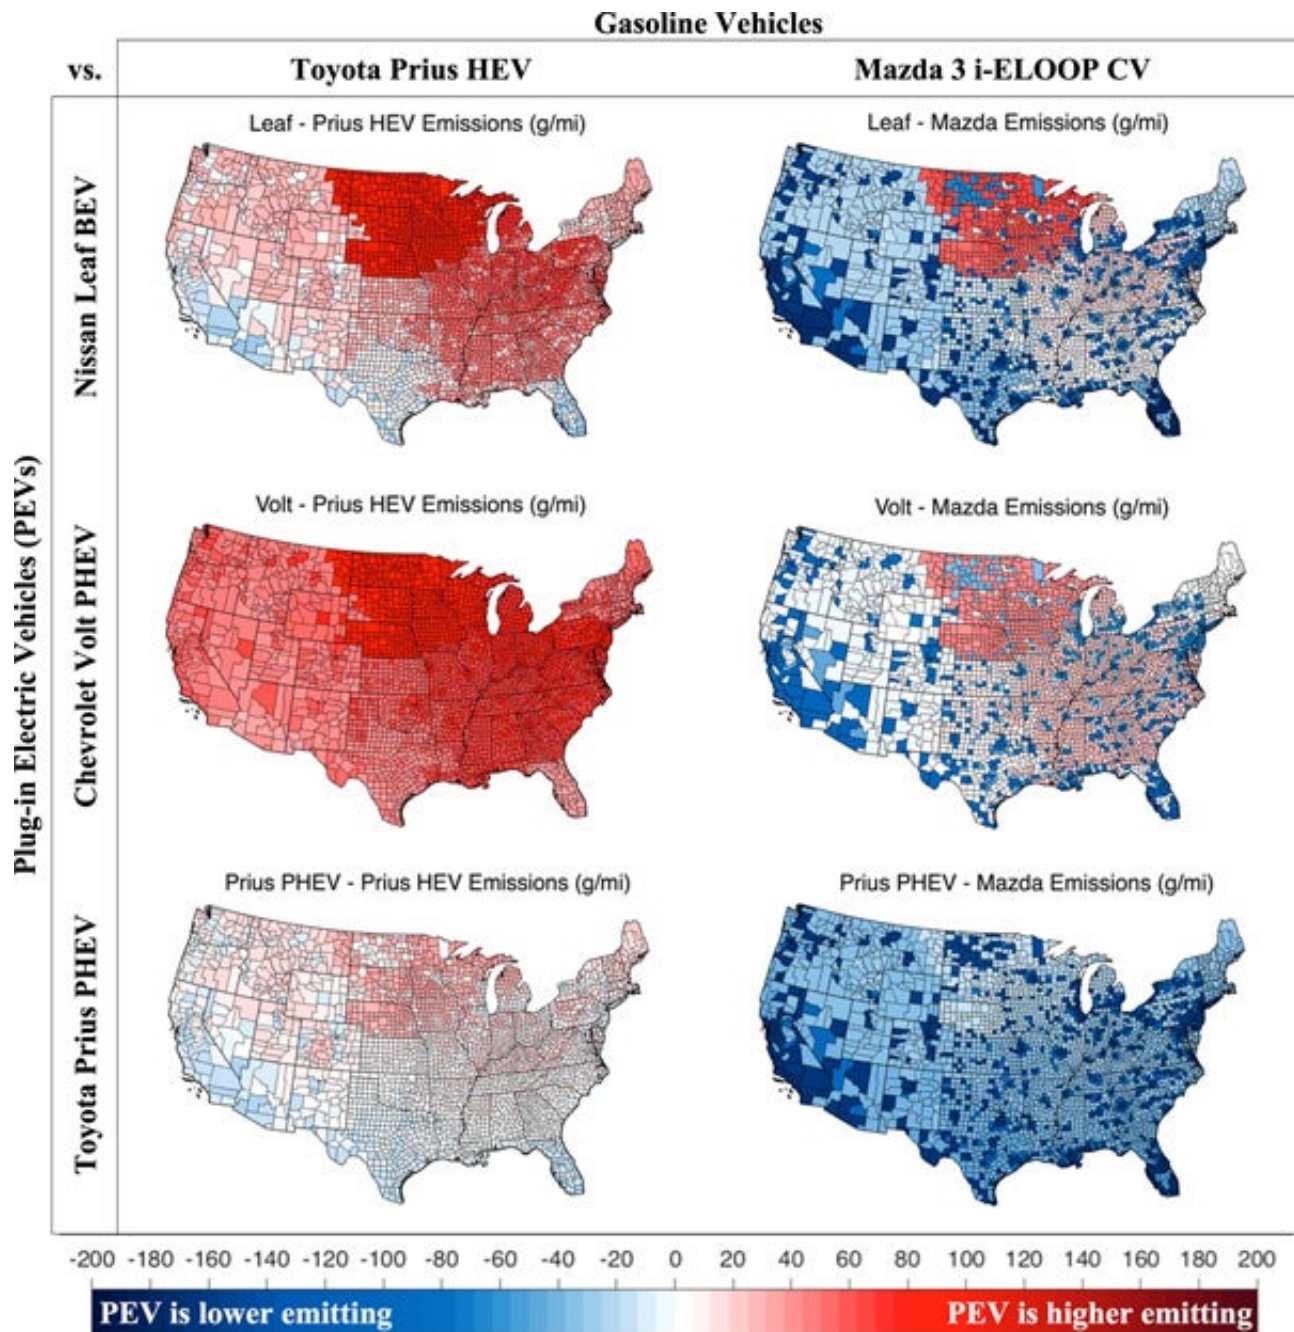 Gasoline Vehicles
vs.
Toyota Prius HEV
Mazda 3 i-ELOOP CV
Plug-in Electric Vehicles (PEVs)
Nissan Leaf BEV
Leaf - Prius HEV Emissions (g/mi)
Leaf - Mazda Emissions (g/mi)
Chevrolet Volt PHEV
Volt - Prius HEV Emissions (g/mi)
Volt - Mazda Emissions (g/mi)
Toyota Prius PHEV
Prius PHEV - Prius HEV Emissions (g/mi)
Prius PHEV - Mazda Emissions (g/mi)
-200 -180 -160 -140 -120 -100 -80 -60 -40 -20 0 20 40 60 80 100 120 140 160 180 200
PEV is lower emitting
PEV is higher emitting